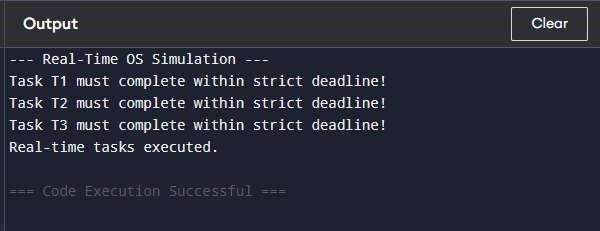 Output
Clear
--- Real-Time OS Simulation ---
Task T1 must complete within strict deadline!
Task T2 must complete within strict deadline!
Task T3 must complete within strict deadline!
Real-time tasks executed.
=== Code Execution Successful ===